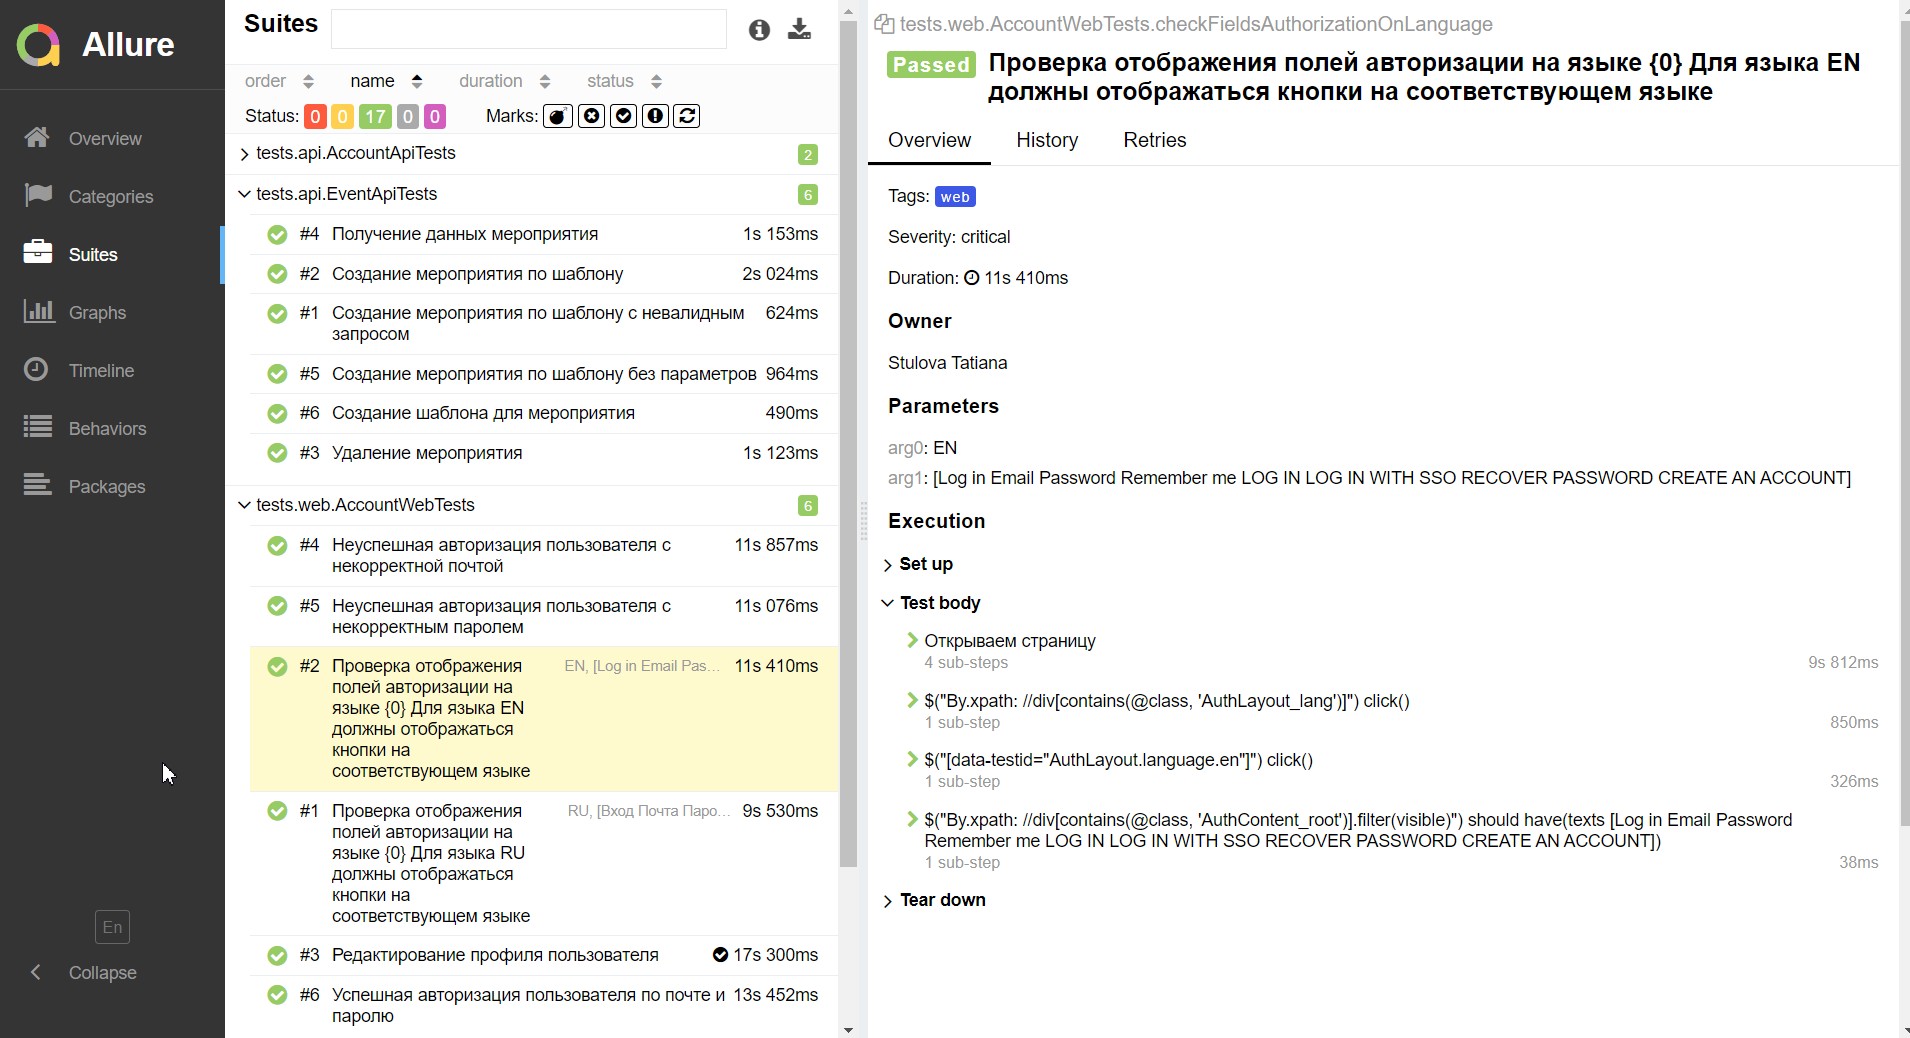 Allure
Overview
Categories
Suites
Graphs
Timeline
Behaviors
Packages
En
Collapse
Suites
order name duration status
Status: 0 0 17 0 0 Marks:
tests.api.AccountApiTests 2
tests.api.EventApiTests 6
#4 Получение данных мероприятия 1s 153ms
#2 Создание мероприятия по шаблону 2s 024ms
#1 Создание мероприятия по шаблону с невалидным 624ms
запросом
#5 Создание мероприятия по шаблону без параметров 964ms
#6 Создание шаблона для мероприятия 490ms
#3 Удаление мероприятия 1s 123ms
tests.web.AccountWebTests 6
#4 Неуспешная авторизация пользователя с 11s 857ms
некорректной почтой
#5 Неуспешная авторизация пользователя с 11s 076ms
некорректным паролем
#2 Проверка отображения EN, [Log in Email Pas... 11s 410ms
полей авторизации на
языке {0} Для языка EN
должны отображаться
кнопки на
соответствующем языке
#1 Проверка отображения RU, [Вход Почта Паро... 9s 530ms
полей авторизации на
языке {0} Для языка RU
должны отображаться
кнопки на
соответствующем языке
#3 Редактирование профиля пользователя 17s 300ms
#6 Успешная авторизация пользователя по почте и 13s 452ms
паролю
tests.web.AccountWebTests.checkFieldsAuthorizationOnLanguage
Passed Проверка отображения полей авторизации на языке {0} Для языка EN
должны отображаться кнопки на соответствующем языке
Overview History Retries
Tags: web
Severity: critical
Duration: 11s 410ms
Owner
Stulova Tatiana
Parameters
arg0: EN
arg1: [Log in Email Password Remember me LOG IN LOG IN WITH SSO RECOVER PASSWORD CREATE AN ACCOUNT]
Execution
Set up
Test body
Открываем страницу
4 sub-steps 9s 812ms
$("By.xpath: //div[contains(@class, 'AuthLayout_lang')]") click()
1 sub-step 850ms
$("[data-testid="AuthLayout.language.en"]") click()
1 sub-step 326ms
$("By.xpath: //div[contains(@class, 'AuthContent_root')].filter(visible)") should have(texts [Log in Email Password
Remember me LOG IN LOG IN WITH SSO RECOVER PASSWORD CREATE AN ACCOUNT])
1 sub-step 38ms
Tear down